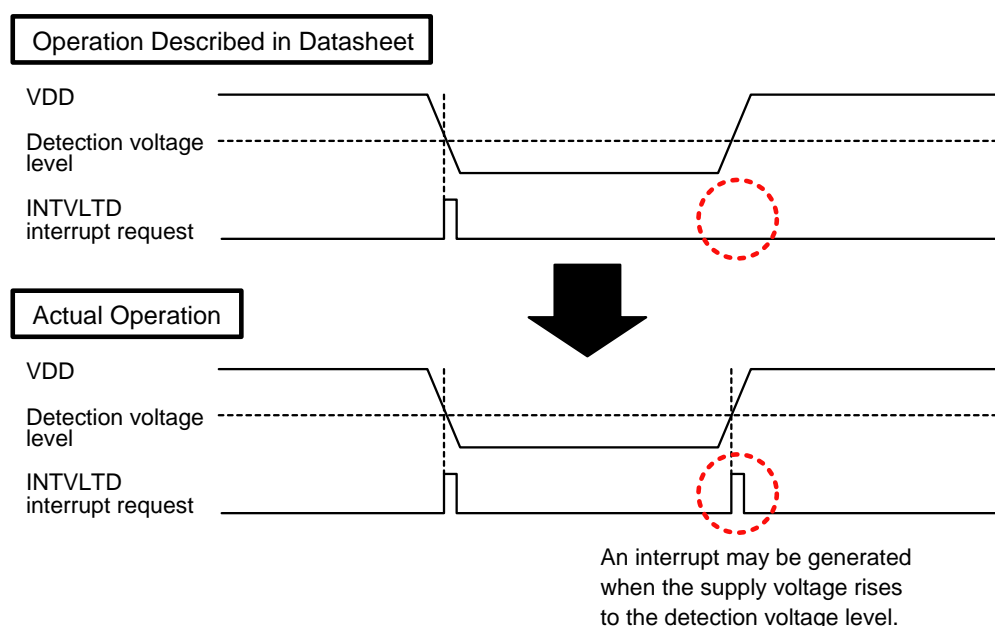 Operation Described in Datasheet
VDD
Detection voltage
level
INTVLTD
interrupt request
Actual Operation
VDD
Detection voltage
level
INTVLTD
interrupt request
An interrupt may be generated
when the supply voltage rises
to the detection voltage level.